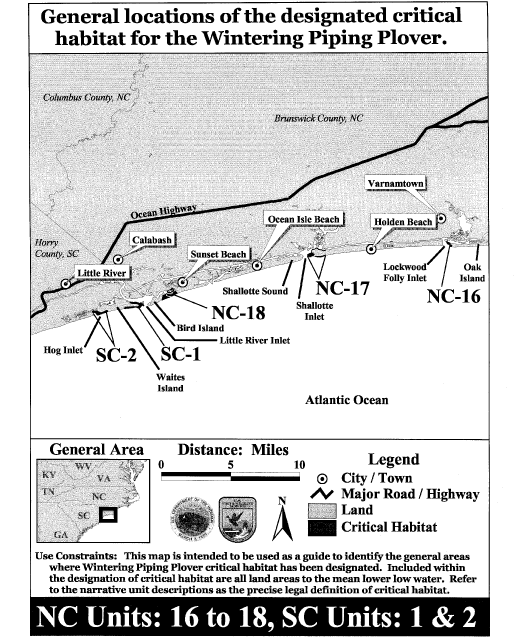 General locations of the designated critical
habitat for the Wintering Piping Plover.
Columbus County, NC
Brunswick County, NC
Varnamtown
Ocean Highway
Ocean Isle Beach
Holden Beach
Calabash
Horry
County, SC
Sunset Beach
Little River
Lockwood
Folly Inlet
Oak
Island
Shallotte Sound
NC-17
NC-16
Shallotte
Inlet
NC-18
Bird Island
Little River Inlet
Hog Inlet
SC-2
SC-1
Waites
Island
Atlantic Ocean
General Area
WV
KY
VA
TN
NC
SC
GA
Distance: Miles
0 5 10
N
Legend
City / Town
Major Road / Highway
Land
Critical Habitat
Use Constraints: This map is intended to be used as a guide to identify the general areas
where Wintering Piping Plover critical habitat has been designated. Included within
the designation of critical habitat are all land areas to the mean lower low water. Refer
to the narrative unit descriptions as the precise legal definition of critical habitat.
NC Units: 16 to 18, SC Units: 1 & 2